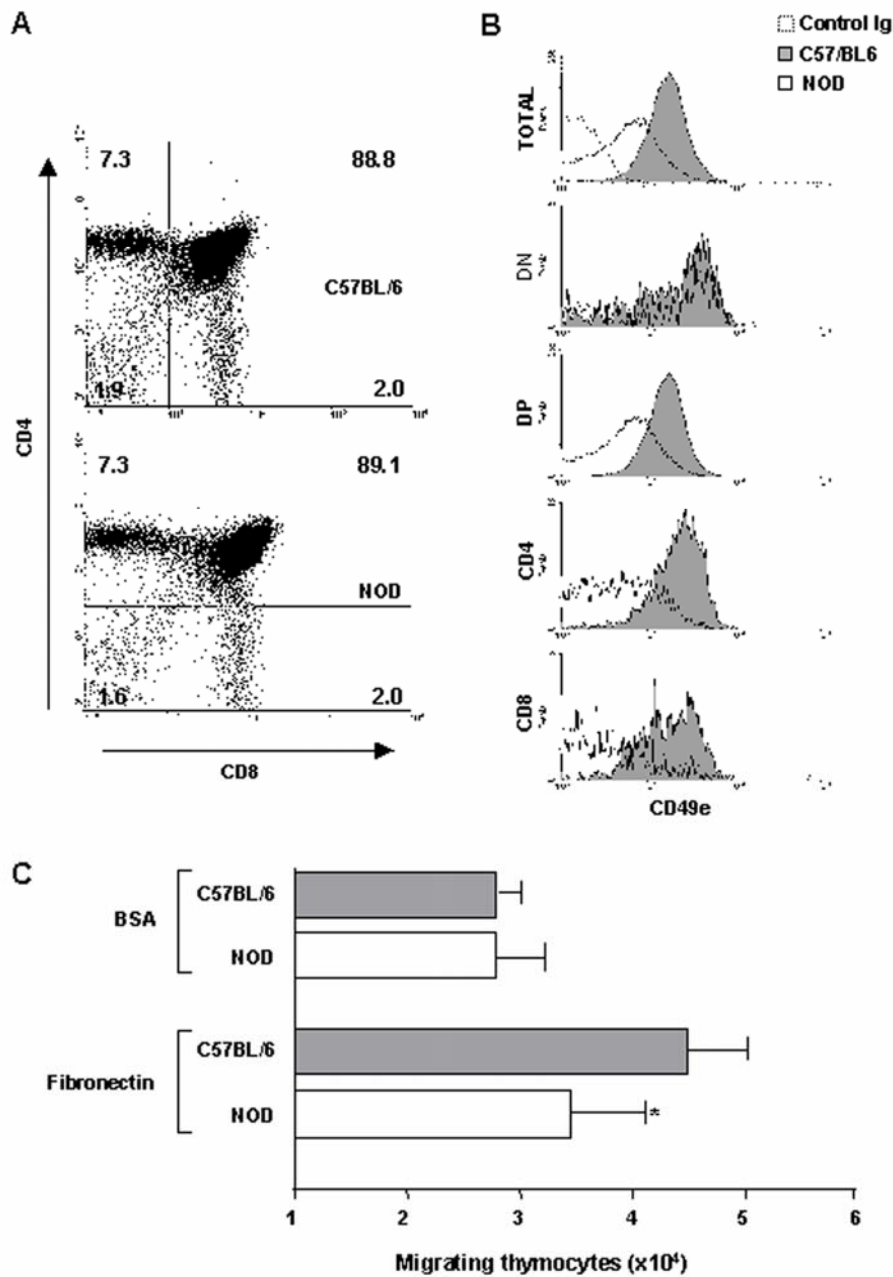 A
7.3
88.8
C57BL/6
1.9
2.0
7.3
89.1
NOD
1.6
2.0
CD4
CD8
B
Control Ig
C57/BL6
NOD
TOTAL
DN
DP
CD4
CD8
CD49e
C
BSA
C57BL/6
NOD
Fibronectin
C57BL/6
NOD
*
1 2 3 4 5 6
Migrating thymocytes (x10⁴)